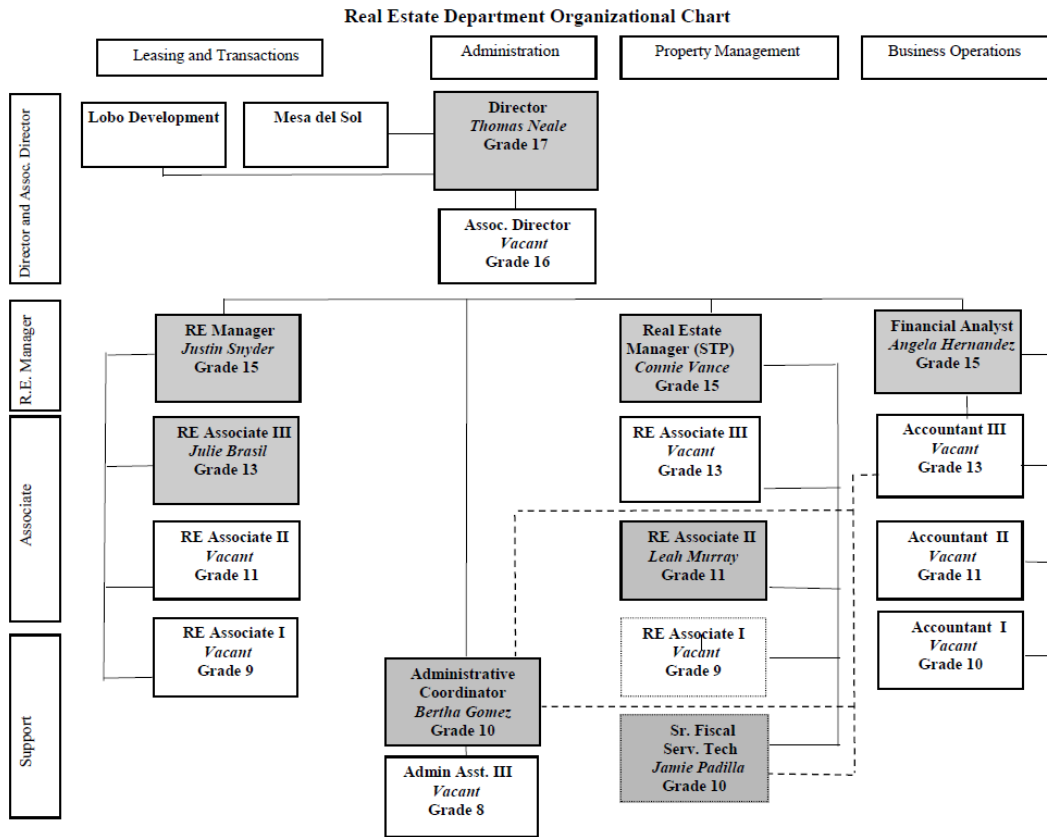 Real Estate Department Organizational Chart
Leasing and Transactions
Administration
Property Management
Business Operations
Director and Assoc. Director
Lobo Development
Mesa del Sol
Director
Thomas Neale
Grade 17
Assoc. Director
Vacant
Grade 16
R.E. Manager
RE Manager
Justin Snyder
Grade 15
Real Estate
Manager (STP)
Connie Vance
Grade 15
Financial Analyst
Angela Hernandez
Grade 15
Associate
RE Associate III
Julie Brasil
Grade 13
RE Associate III
Vacant
Grade 13
Accountant III
Vacant
Grade 13
RE Associate II
Vacant
Grade 11
RE Associate II
Leah Murray
Grade 11
Accountant II
Vacant
Grade 11
Support
RE Associate I
Vacant
Grade 9
RE Associate I
Vacant
Grade 9
Accountant I
Vacant
Grade 10
Administrative
Coordinator
Bertha Gomez
Grade 10
Sr. Fiscal
Serv. Tech
Jamie Padilla
Grade 10
Admin Asst. III
Vacant
Grade 8